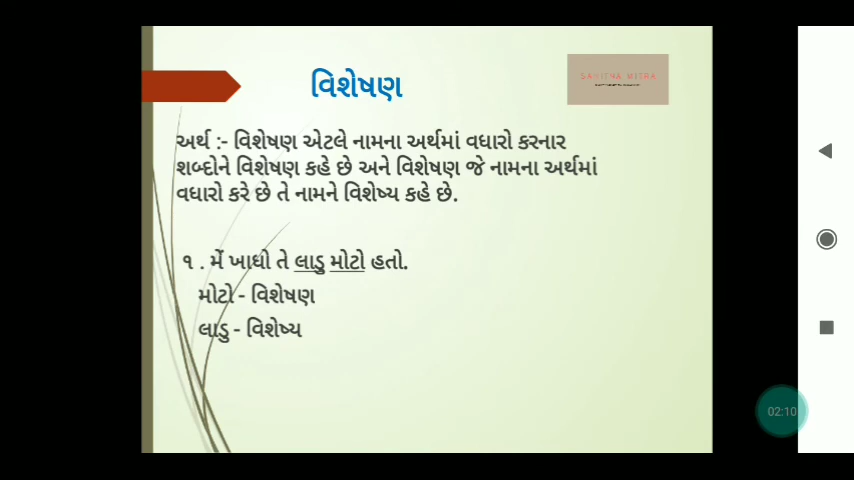 વિશેષણ
SAHITYA MITRA
અર્થ :- વિશેષણ એટલે નામના અર્થમાં વધારો કરનાર
શબ્દોને વિશેષણ કહે છે અને વિશેષણ જે નામના અર્થમાં
વધારો કરે છે તે નામને વિશેષ્ય કહે છે.
૧ . મેં ખાધો તે લાડુ મોટો હતો.
મોટો - વિશેષણ
લાડુ - વિશેષ્ય
02:10